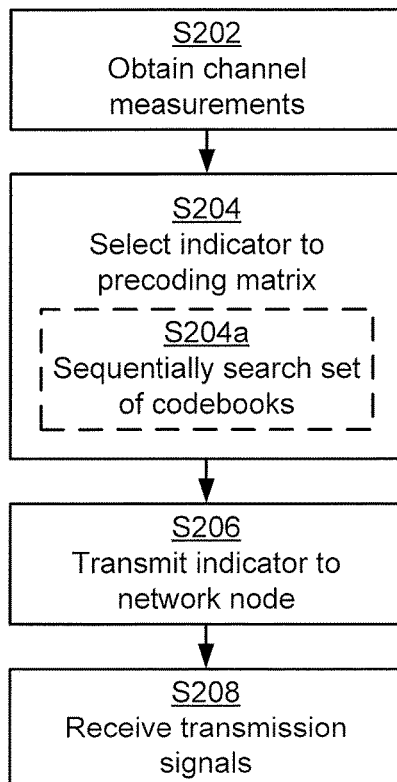 S202
Obtain channel
measurements
S204
Select indicator to
precoding matrix
S204a
Sequentially search set
of codebooks
S206
Transmit indicator to
network node
S208
Receive transmission
signals